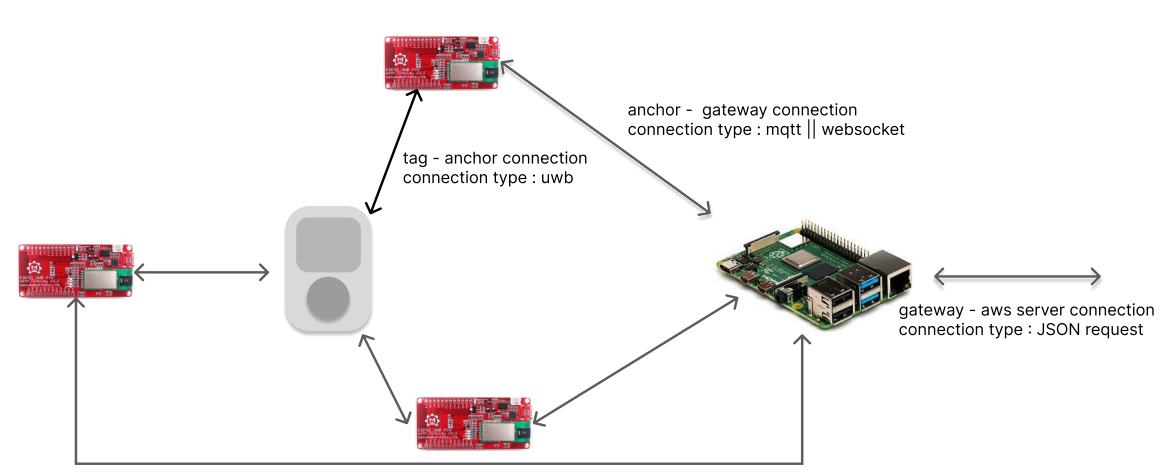 anchor - gateway connection
connection type : mqtt || websocket
tag - anchor connection
connection type : uwb
gateway - aws server connection
connection type : JSON request